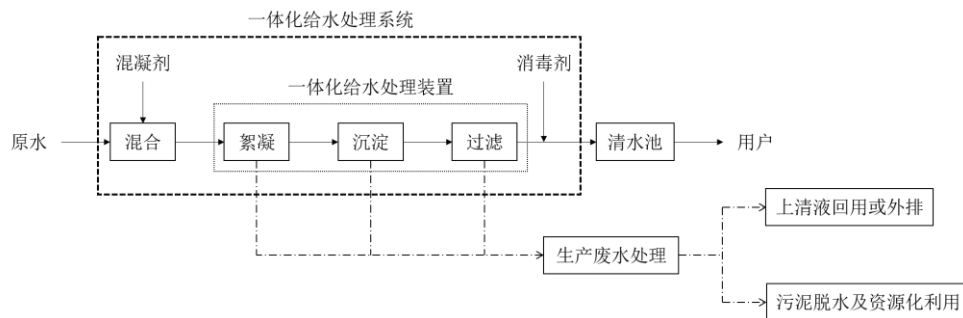 一体化给水处理系统
混凝剂
消毒剂
一体化给水处理装置
原水
混合
絮凝
沉淀
过滤
清水池
用户
上清液回用或外排
生产废水处理
污泥脱水及资源化利用